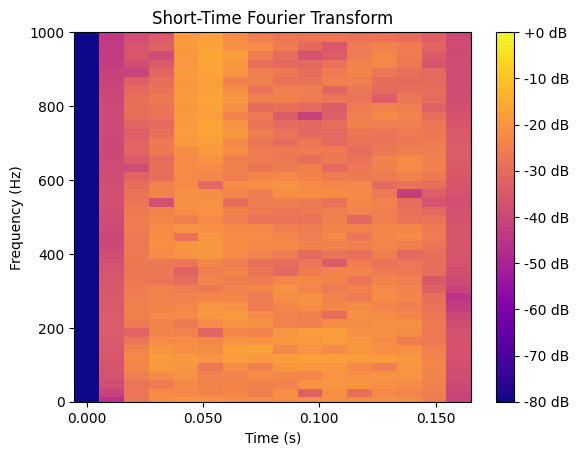 Short-Time Fourier Transform
1000
800
600
400
200
0
Frequency (Hz)
0.000
0.050
0.100
0.150
Time (s)
+0 dB
-10 dB
-20 dB
-30 dB
-40 dB
-50 dB
-60 dB
-70 dB
-80 dB